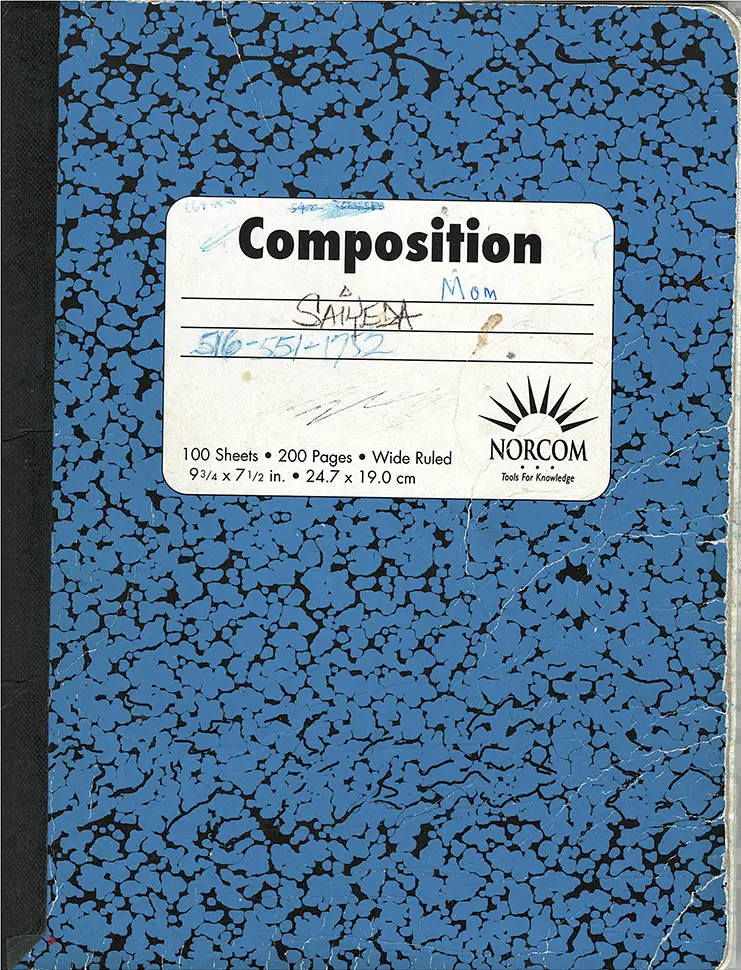 Composition
Mom
SAIYEDA
516-551-1752
100 Sheets • 200 Pages • Wide Ruled
9 3/4 x 7 1/2 in. • 24.7 x 19.0 cm
NORCOM
Tools For Knowledge